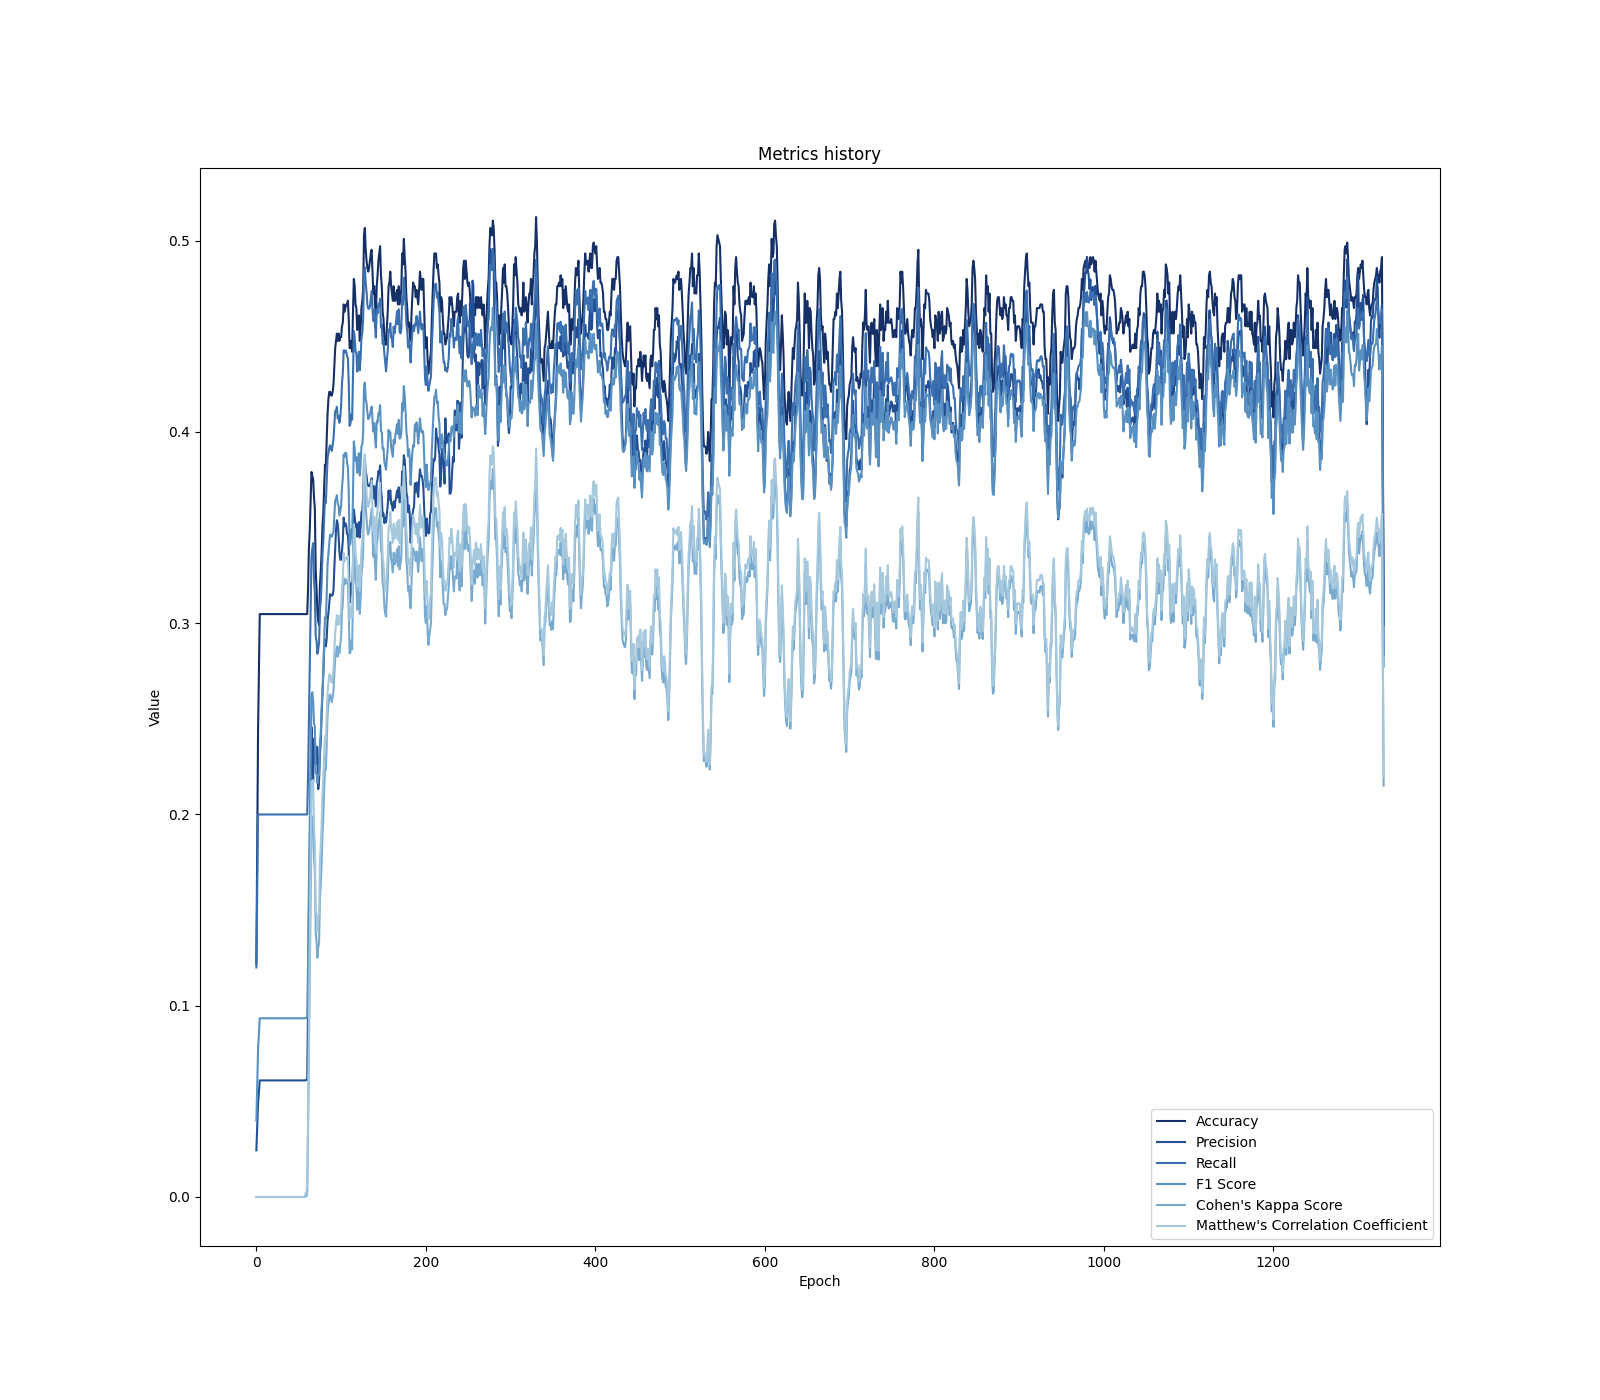 Metrics history
0.5
0.4
0.3
0.2
0.1
0.0
Value
0 200 400 600 800 1000 1200
Epoch
Accuracy
Precision
Recall
F1 Score
Cohen's Kappa Score
Matthew's Correlation Coefficient